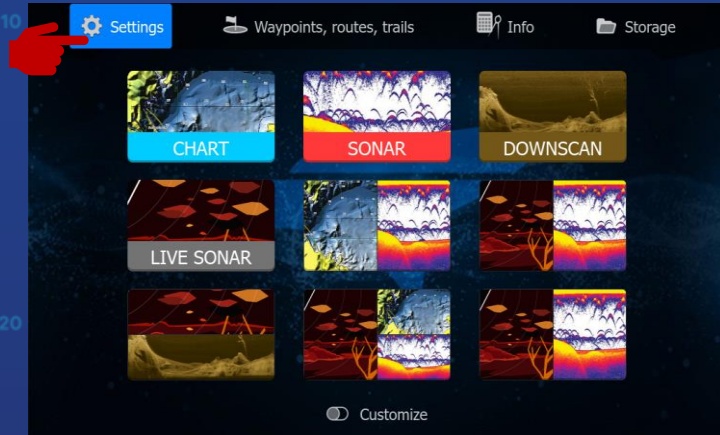 10
Settings
Waypoints, routes, trails
Info
Storage
CHART
SONAR
DOWNSCAN
LIVE SONAR
20
Customize